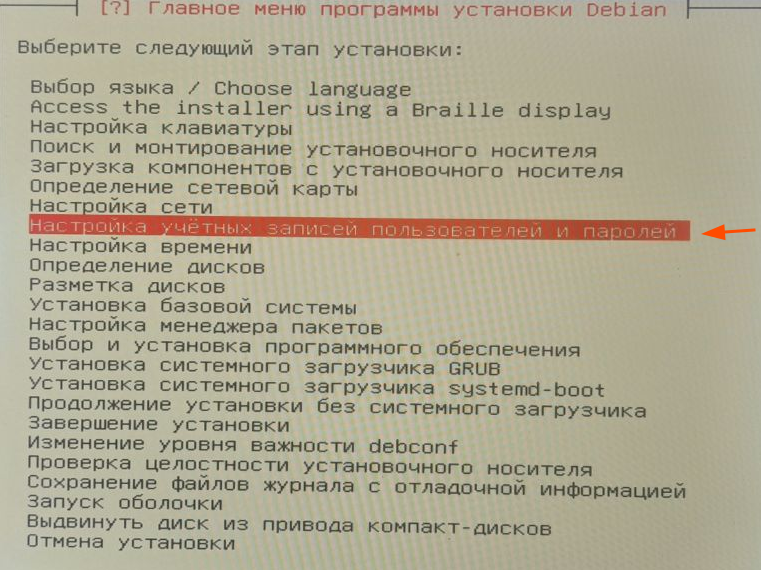 [?] Главное меню программы установки Debian
Выберите следующий этап установки:
Выбор языка / Choose language
Access the installer using a Braille display
Настройка клавиатуры
Поиск и монтирование установочного носителя
Загрузка компонентов с установочного носителя
Определение сетевой карты
Настройка сети
Настройка учётных записей пользователей и паролей
Настройка времени
Определение дисков
Разметка дисков
Установка базовой системы
Настройка менеджера пакетов
Выбор и установка программного обеспечения
Установка системного загрузчика GRUB
Установка системного загрузчика systemd-boot
Продолжение установки без системного загрузчика
Завершение установки
Изменение уровня важности debconf
Проверка целостности установочного носителя
Сохранение файлов журнала с отладочной информацией
Запуск оболочки
Выдвинуть диск из привода компакт-дисков
Отмена установки